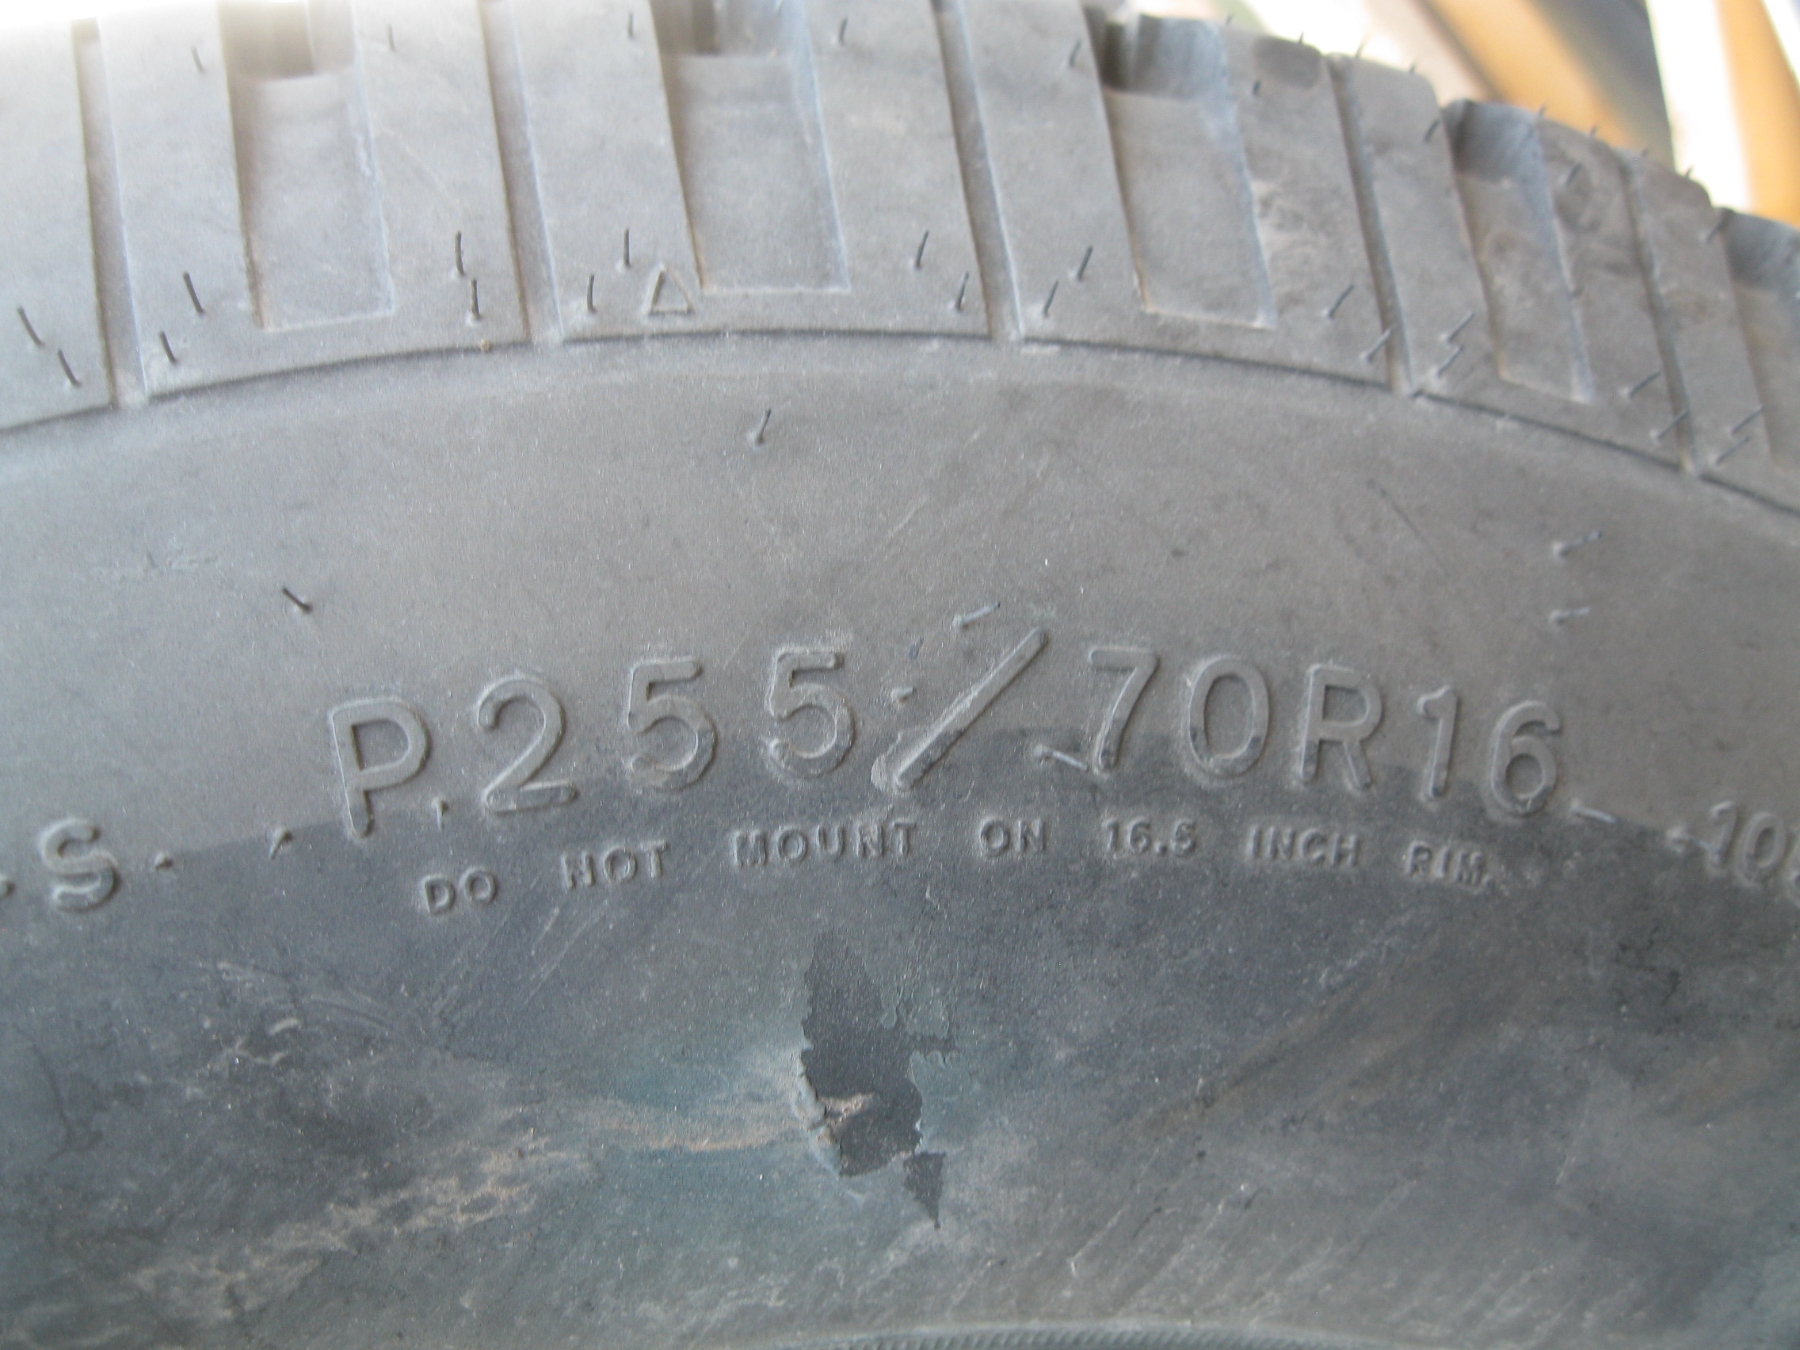 S
P255/70R16
DO NOT MOUNT ON 16.5 INCH RIM.